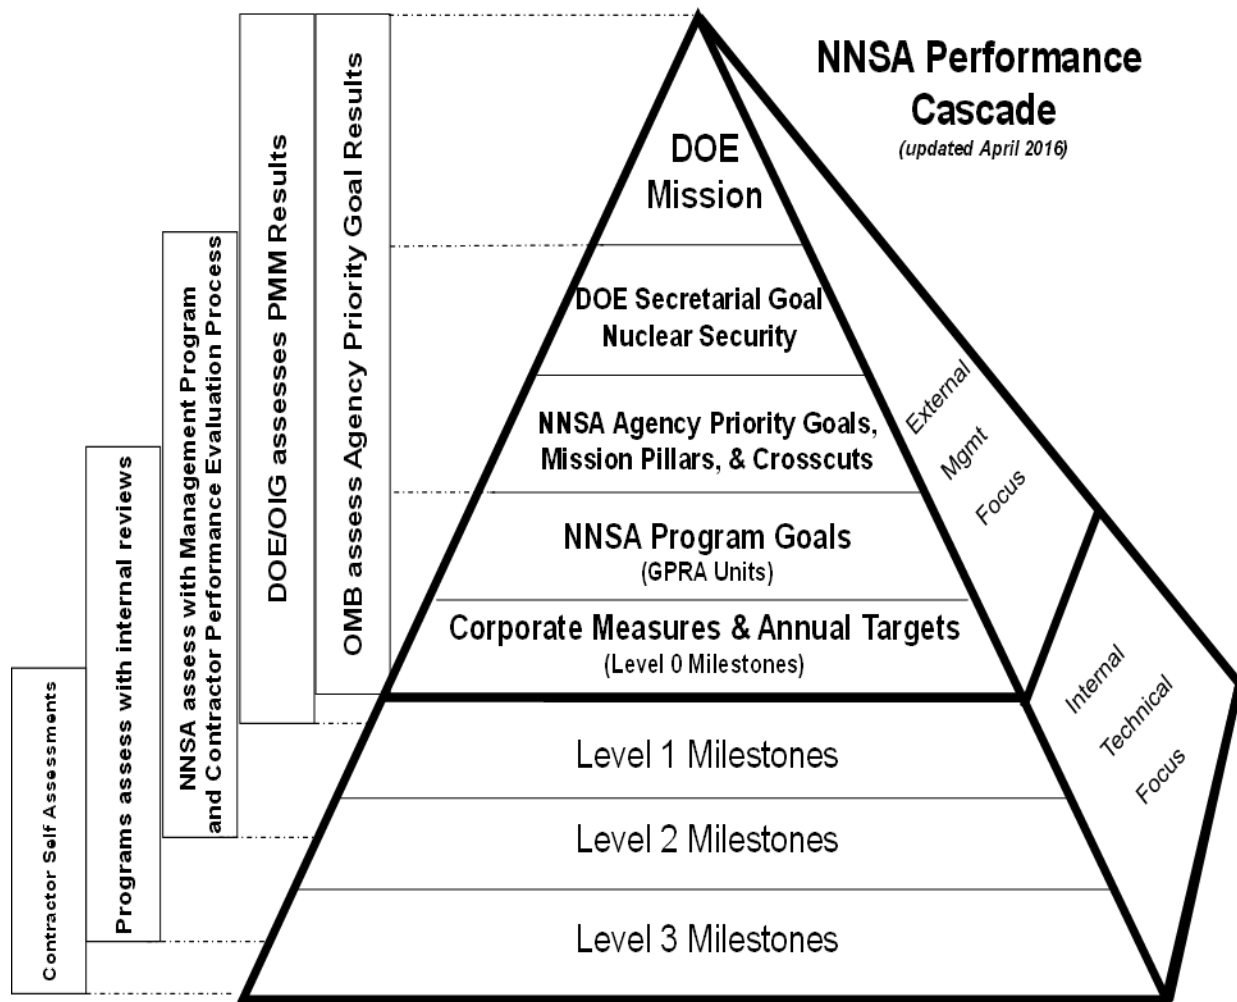 NNSA Performance
Cascade
(updated April 2016)
DOE
Mission
DOE Secretarial Goal
Nuclear Security
NNSA Agency Priority Goals,
Mission Pillars, & Crosscuts
NNSA Program Goals
(GPRA Units)
Corporate Measures & Annual Targets
(Level 0 Milestones)
Level 1 Milestones
Level 2 Milestones
Level 3 Milestones
External
Mgmt
Focus
Internal
Technical
Focus
Contractor Self Assessments
Programs assess with internal reviews
NNSA assess with Management Program
and Contractor Performance Evaluation Process
DOE/OIG assesses PMM Results
OMB assess Agency Priority Goal Results